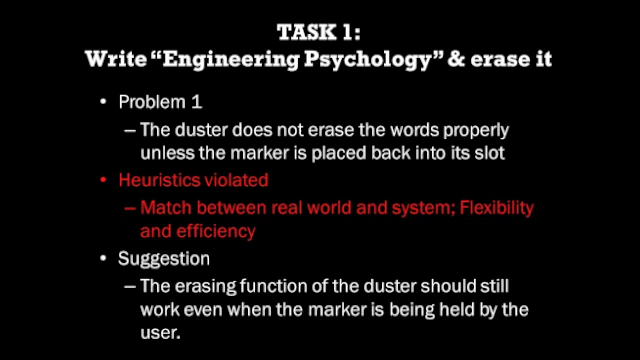 TASK 1:
Write “Engineering Psychology” & erase it
• Problem 1
– The duster does not erase the words properly
unless the marker is placed back into its slot
• Heuristics violated
– Match between real world and system; Flexibility
and efficiency
• Suggestion
– The erasing function of the duster should still
work even when the marker is being held by the
user.